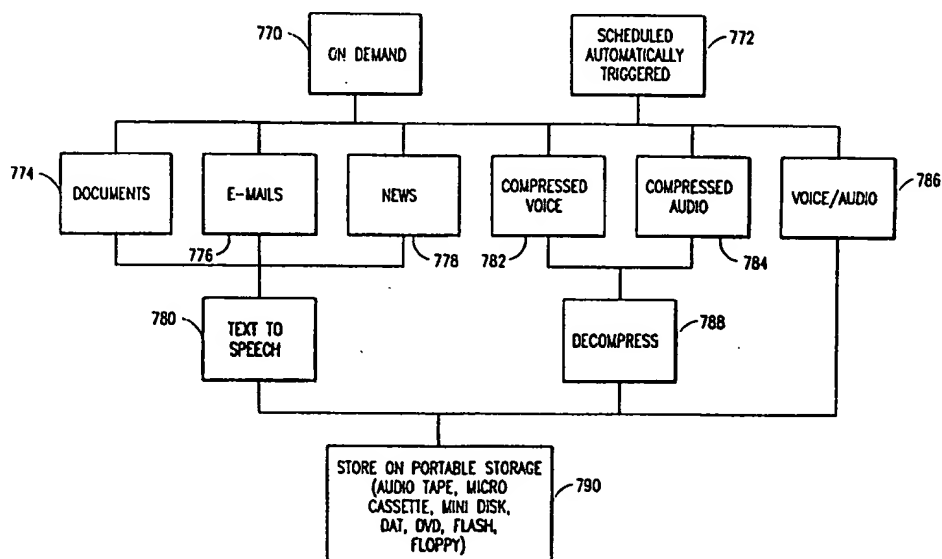 770
ON DEMAND
SCHEDULED
AUTOMATICALLY
TRIGGERED
772
774
DOCUMENTS
E-MAILS
776
NEWS
778
COMPRESSED
VOICE
782
COMPRESSED
AUDIO
784
VOICE/AUDIO
786
780
TEXT TO
SPEECH
DECOMPRESS
788
STORE ON PORTABLE STORAGE
(AUDIO TAPE, MICRO
CASSETTE, MINI DISK,
DAT, DVD, FLASH,
FLOPPY)
790